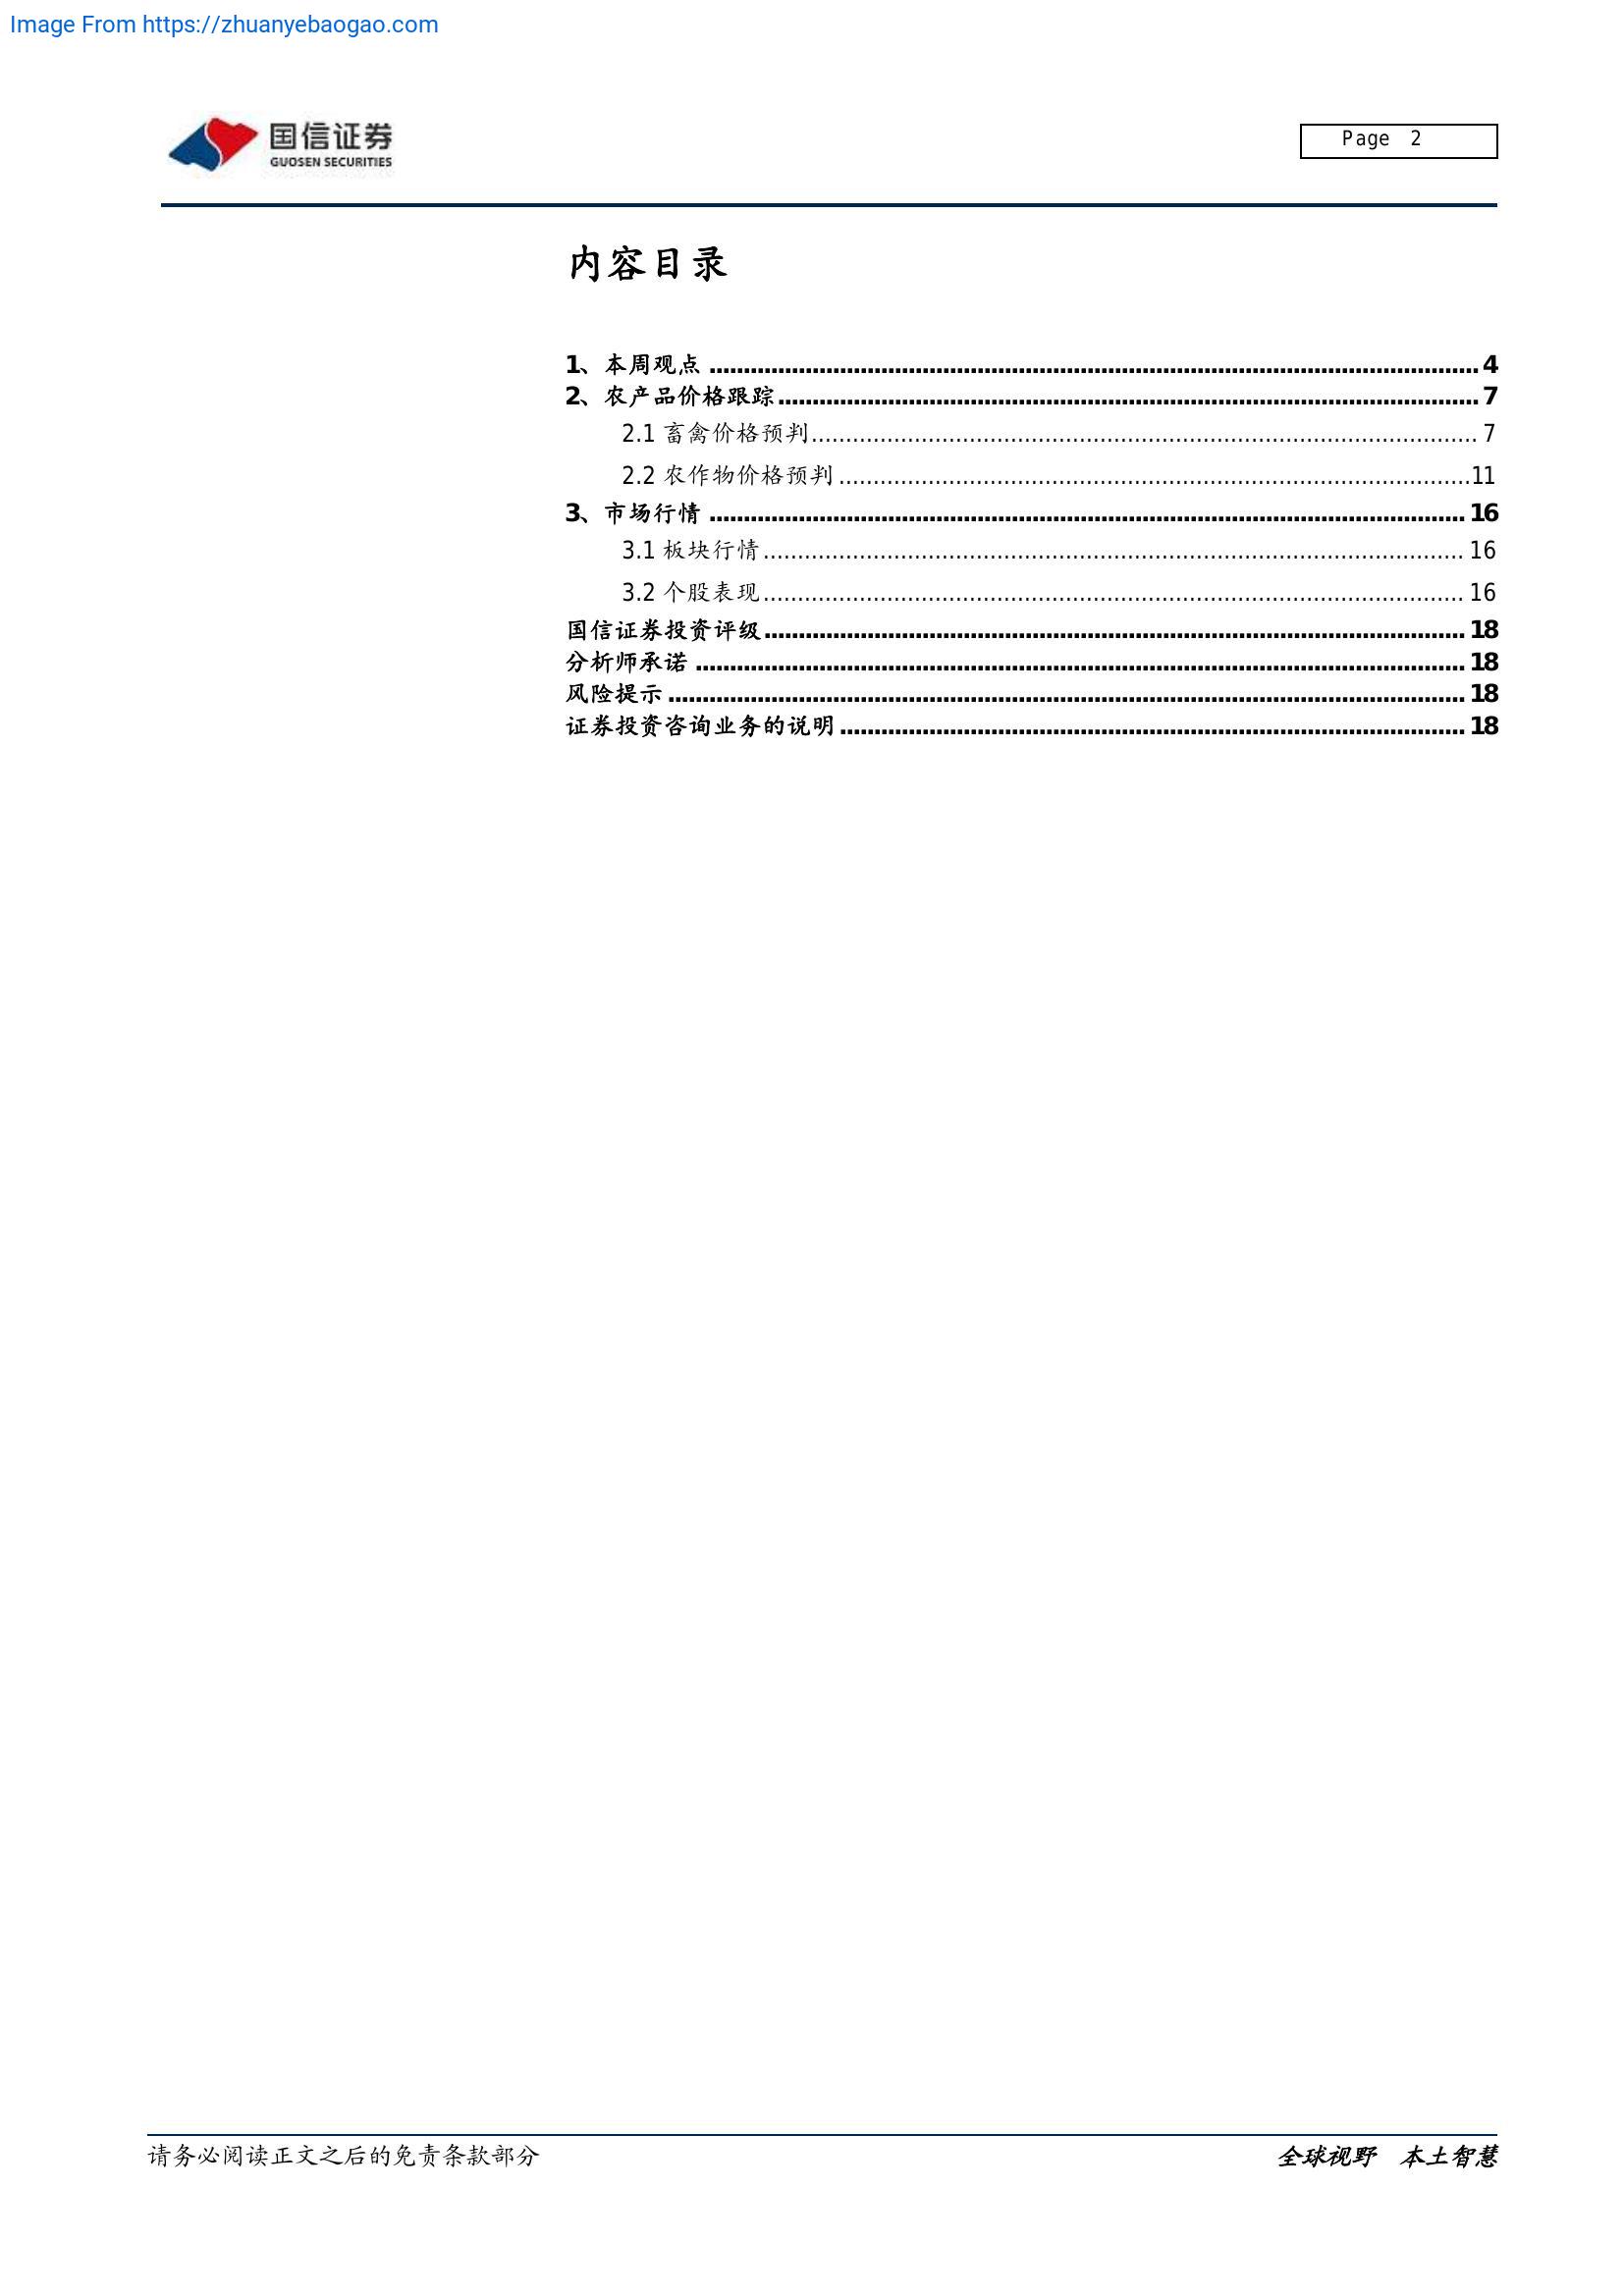 Image From https://zhuanyebaogao.com
国信证券
GUOSEN SECURITIES
Page 2
内容目录
1、本周观点 ........................................................................ 4
2、农产品价格跟踪 ........................................................................ 7
2.1 畜禽价格预判 ........................................................................ 7
2.2 农作物价格预判 ........................................................................ 11
3、市场行情 ........................................................................ 16
3.1 板块行情 ........................................................................ 16
3.2 个股表现 ........................................................................ 16
国信证券投资评级 ........................................................................ 18
分析师承诺 ........................................................................ 18
风险提示 ........................................................................ 18
证券投资咨询业务的说明 ........................................................................ 18
请务必阅读正文之后的免责条款部分
全球视野 本土智慧